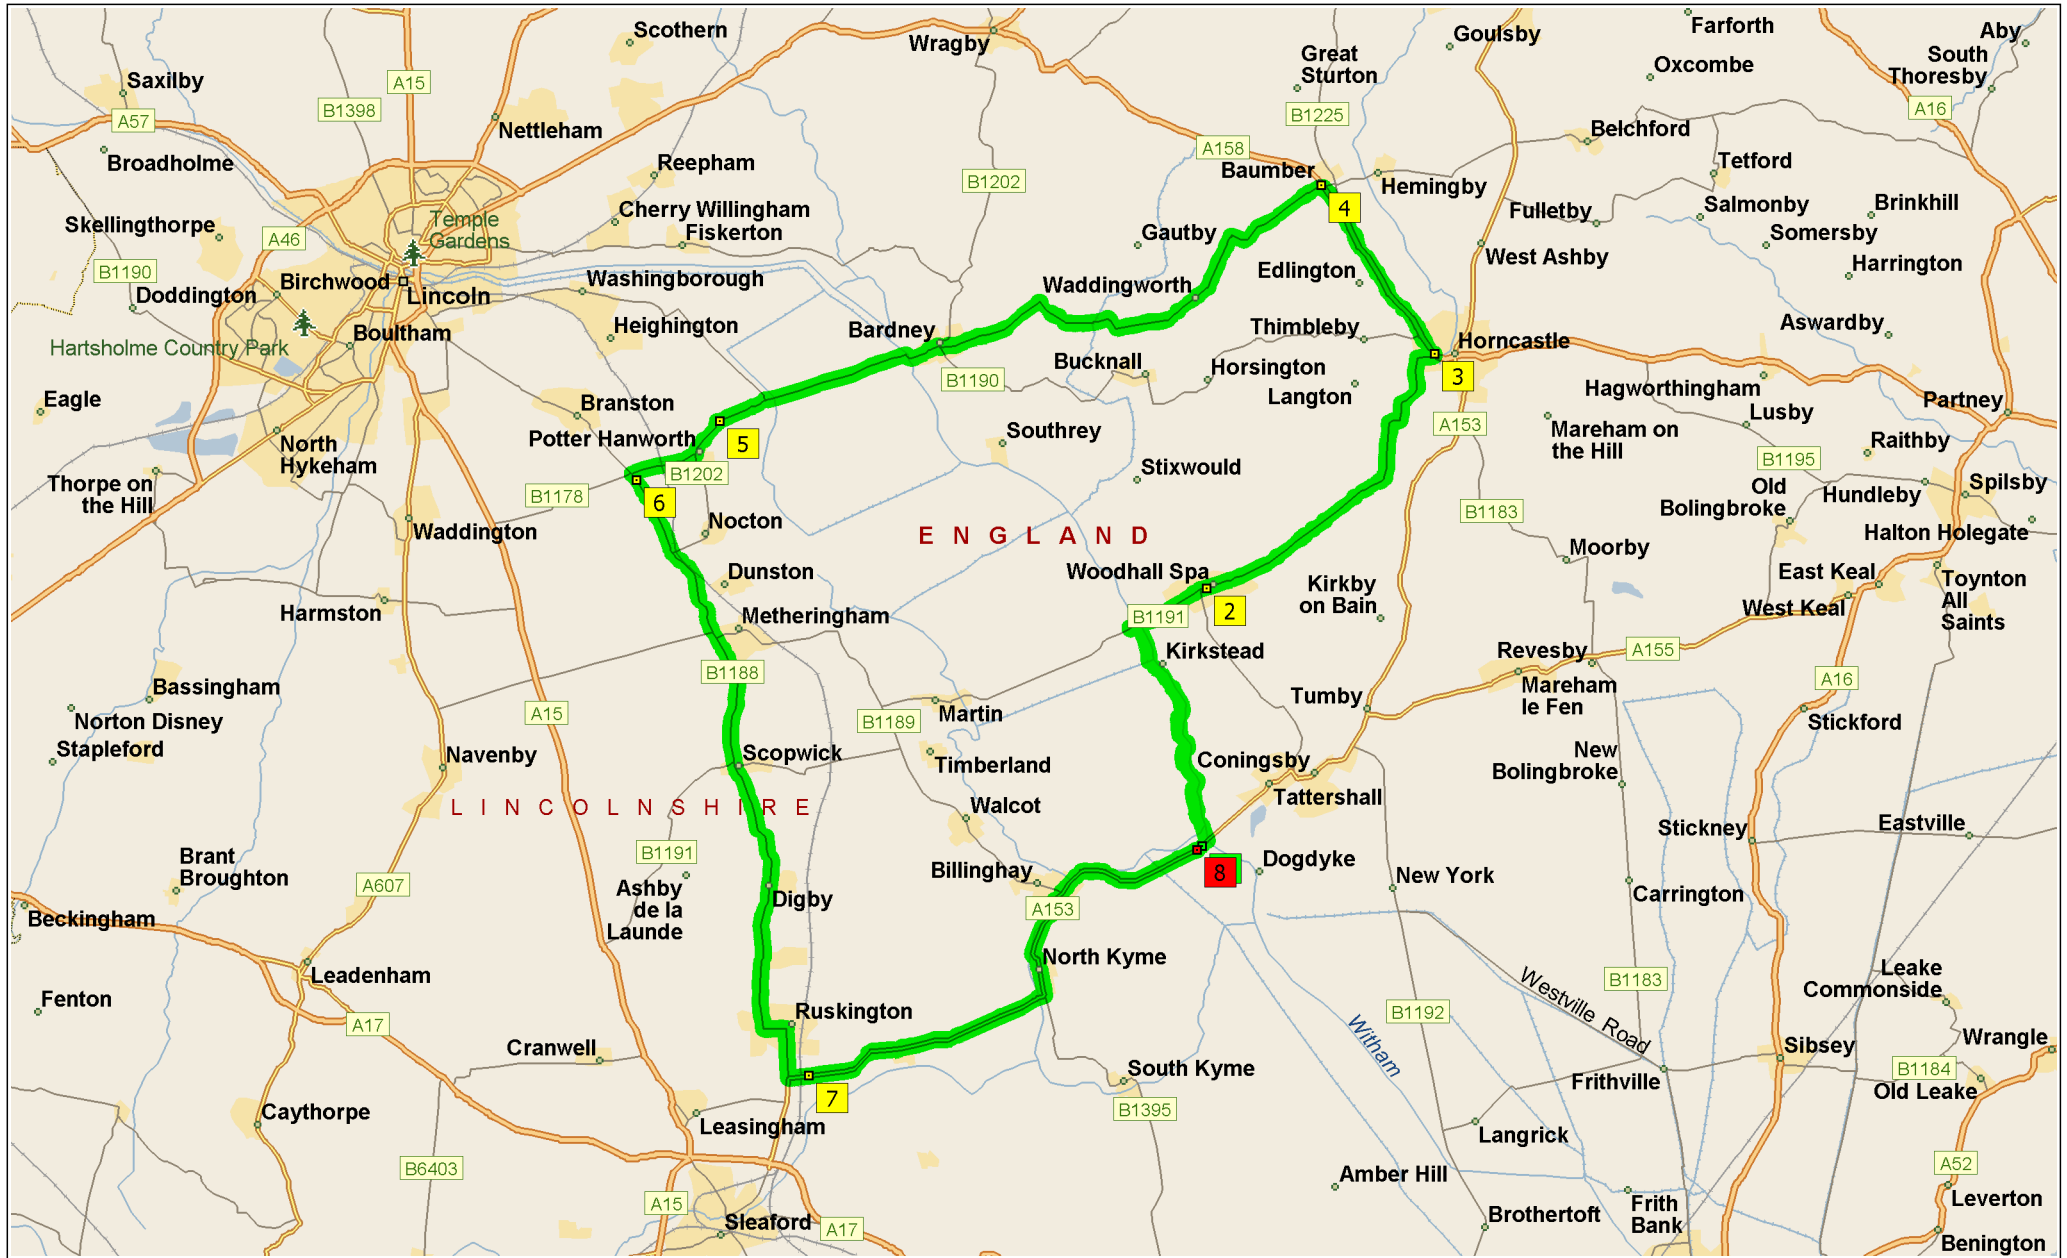 Scothern
Wragby
Goulsby
Farforth
Aby
Great
Sturton
Oxcombe
South
Thoresby
Saxilby
A15
B1398
A57
B1225
A16
Nettleham
Belchford
Broadholme
Reepham
A158
Baumber
Tetford
B1202
Hemingby
Skellingthorpe
Cherry Willingham
Fiskerton
Temple
Gardens
4
Fulletby
Salmonby
Brinkhill
A46
Gautby
Somersby
B1190
Birchwood
Washingborough
Edlington
West Ashby
Harrington
Doddington
Lincoln
Waddingworth
Heighington
Bardney
Thimbleby
Aswardby
Boultham
Horncastle
Hartsholme Country Park
Bucknall
Horsington
3
B1190
Langton
Hagworthingham
Eagle
Branston
Partney
Lusby
North
Hykeham
Potter Hanworth
5
Southrey
A153
Mareham on
the Hill
Raithby
B1195
Thorpe on
the Hill
B1202
Stixwould
B1178
6
Old
Bolingbroke
Hundleby
Spilsby
Waddington
Nocton
B1183
ENGLAND
Halton Holegate
Moorby
Dunston
Woodhall Spa
Kirkby
on Bain
East Keal
Toynton
All
Saints
Harmston
Metheringham
B1191
2
West Keal
Kirkstead
Revesby
A155
B1188
Bassingham
Mareham
le Fen
A16
Tumby
Norton Disney
A15
Martin
B1189
Stickford
Stapleford
Navenby
Scopwick
Timberland
Coningsby
New
Bolingbroke
Tattershall
LINCOLNSHIRE
Walcot
Stickney
Eastville
B1191
Brant
Broughton
Billinghay
Dogdyke
8
A607
Ashby
de la
Launde
New York
Carrington
Digby
A153
Beckingham
North Kyme
Leadenham
Westville Road
B1183
Leake
Commonside
Fenton
Ruskington
B1192
A17
Witham
Wrangle
Cranwell
Sibsey
South Kyme
B1184
Frithville
Old Leake
7
Caythorpe
B1395
Leasingham
Langrick
B6403
Amber Hill
A52
A15
Leverton
Frith
Bank
Sleaford
A17
Brothertoft
Benington